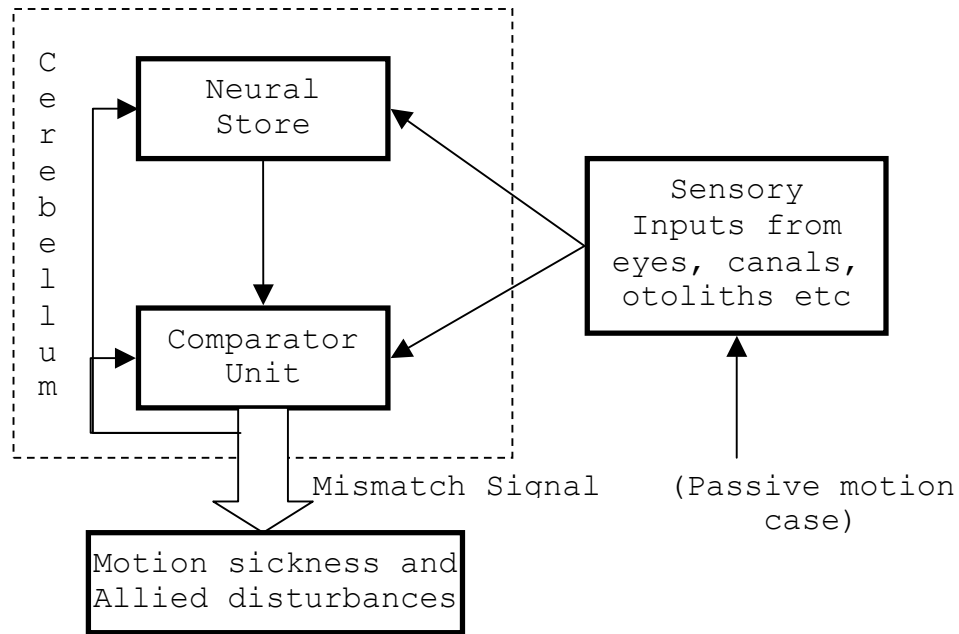 Cerebellum
Neural
Store
Sensory
Inputs from
eyes, canals,
otoliths etc
Comparator
Unit
Mismatch Signal
(Passive motion
case)
Motion sickness and
Allied disturbances